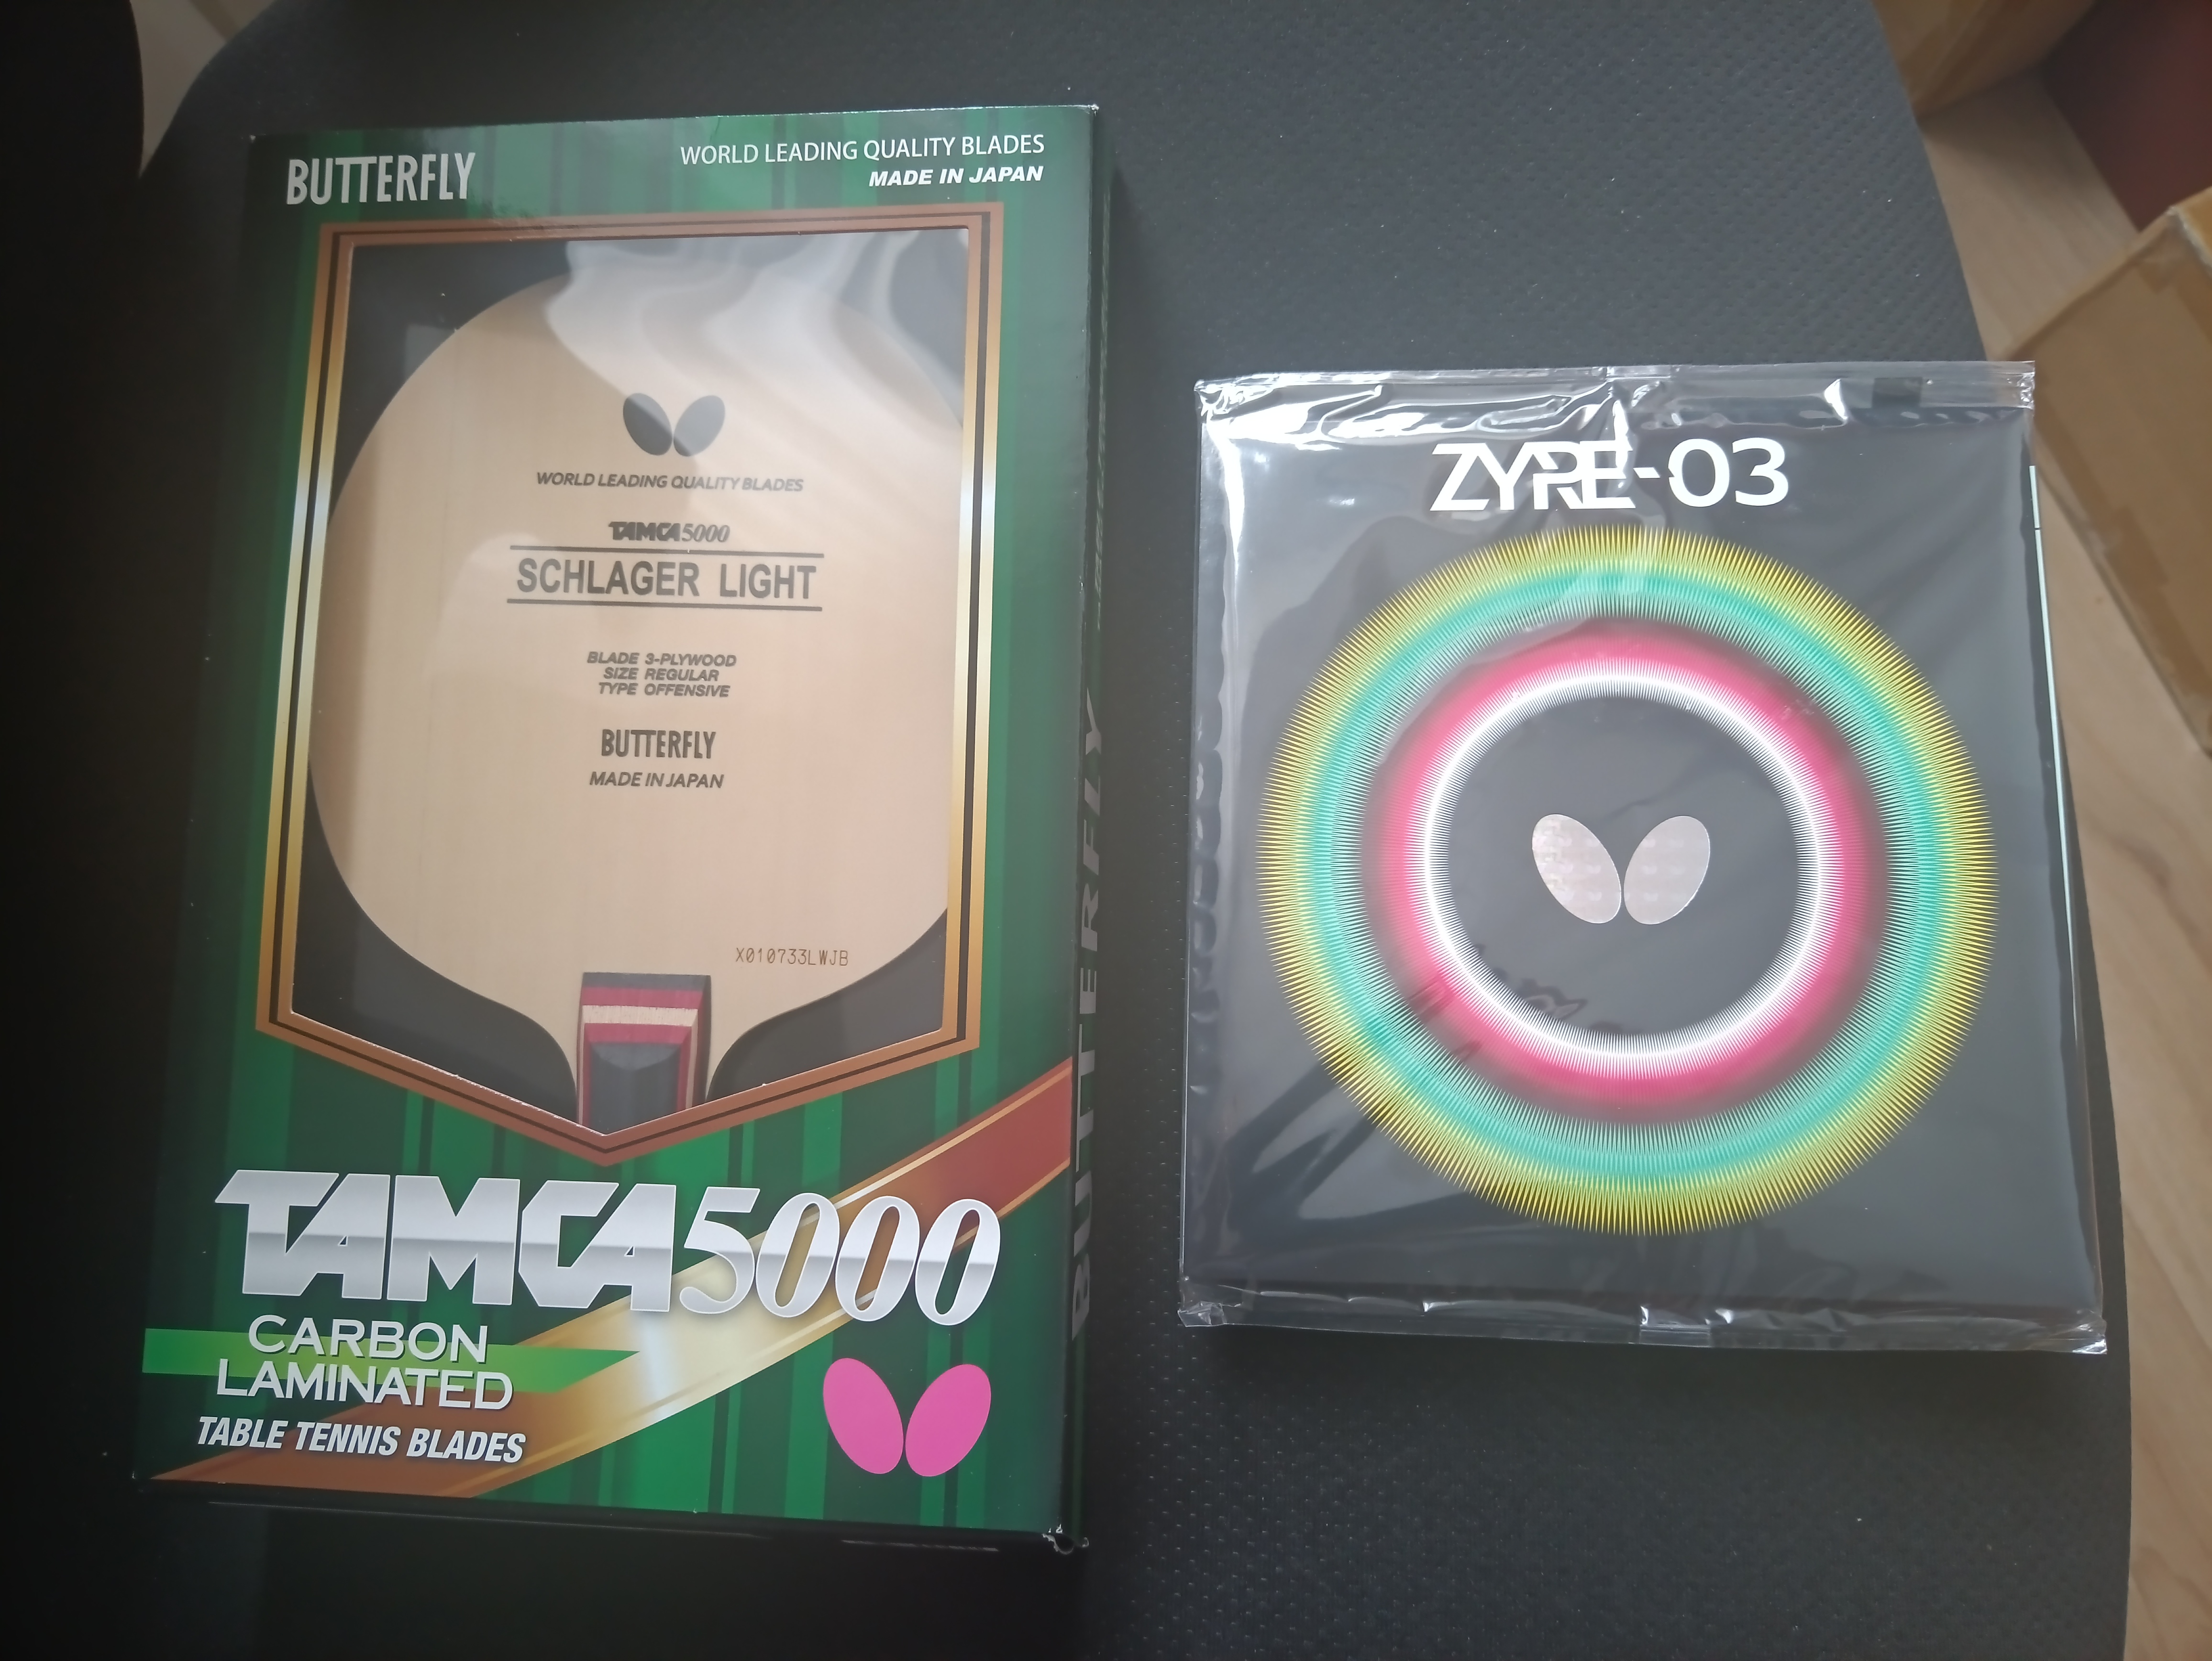 BUTTERFLY
WORLD LEADING QUALITY BLADES
MADE IN JAPAN
WORLD LEADING QUALITY BLADES
TAMCA5000
SCHLAGER LIGHT
BLADE 3-PLYWOOD
SIZE REGULAR
TYPE OFFENSIVE
BUTTERFLY
MADE IN JAPAN
X010733LWJB
TAMCA5000
CARBON
LAMINATED
TABLE TENNIS BLADES
BUTTERFLY
ZYRE-03